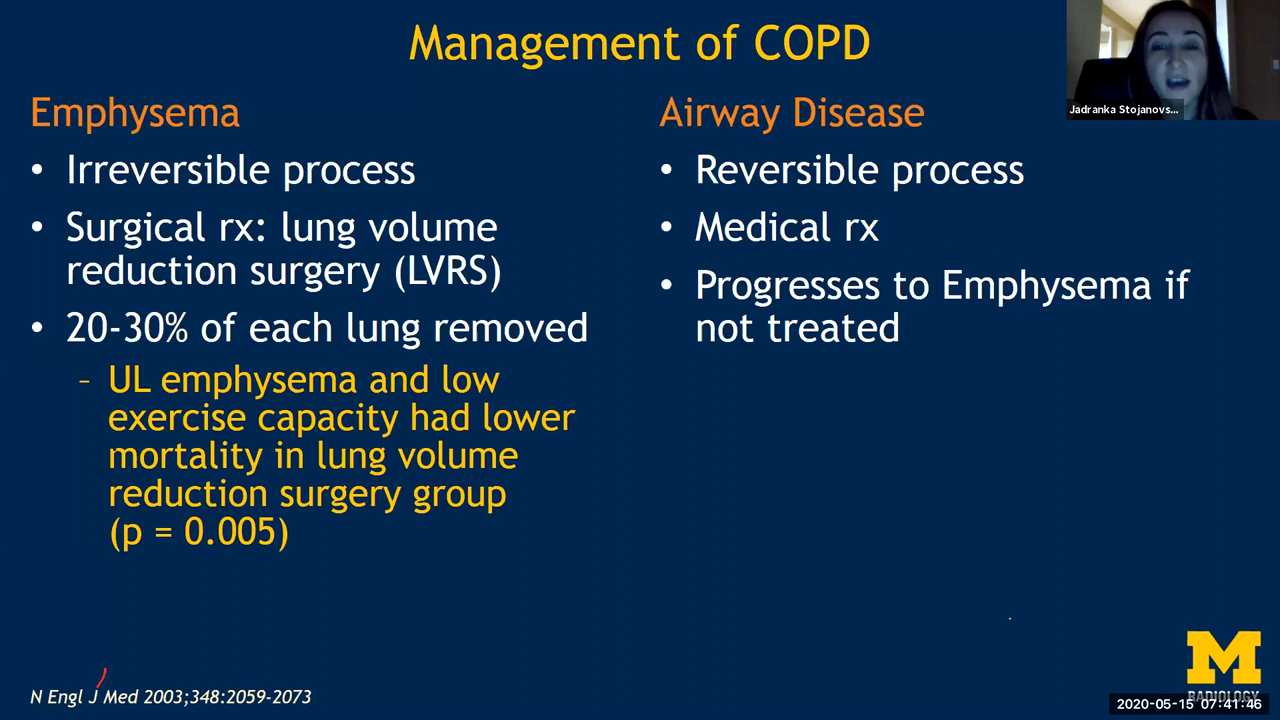 Management of COPD
Jadranka Stojanovs...
Emphysema
• Irreversible process
• Surgical rx: lung volume
reduction surgery (LVRS)
• 20-30% of each lung removed
– UL emphysema and low
exercise capacity had lower
mortality in lung volume
reduction surgery group
(p = 0.005)
Airway Disease
• Reversible process
• Medical rx
• Progresses to Emphysema if
not treated
N Engl J Med 2003;348:2059-2073
M
RADIOLOGY
2020-05-15 07:41:46